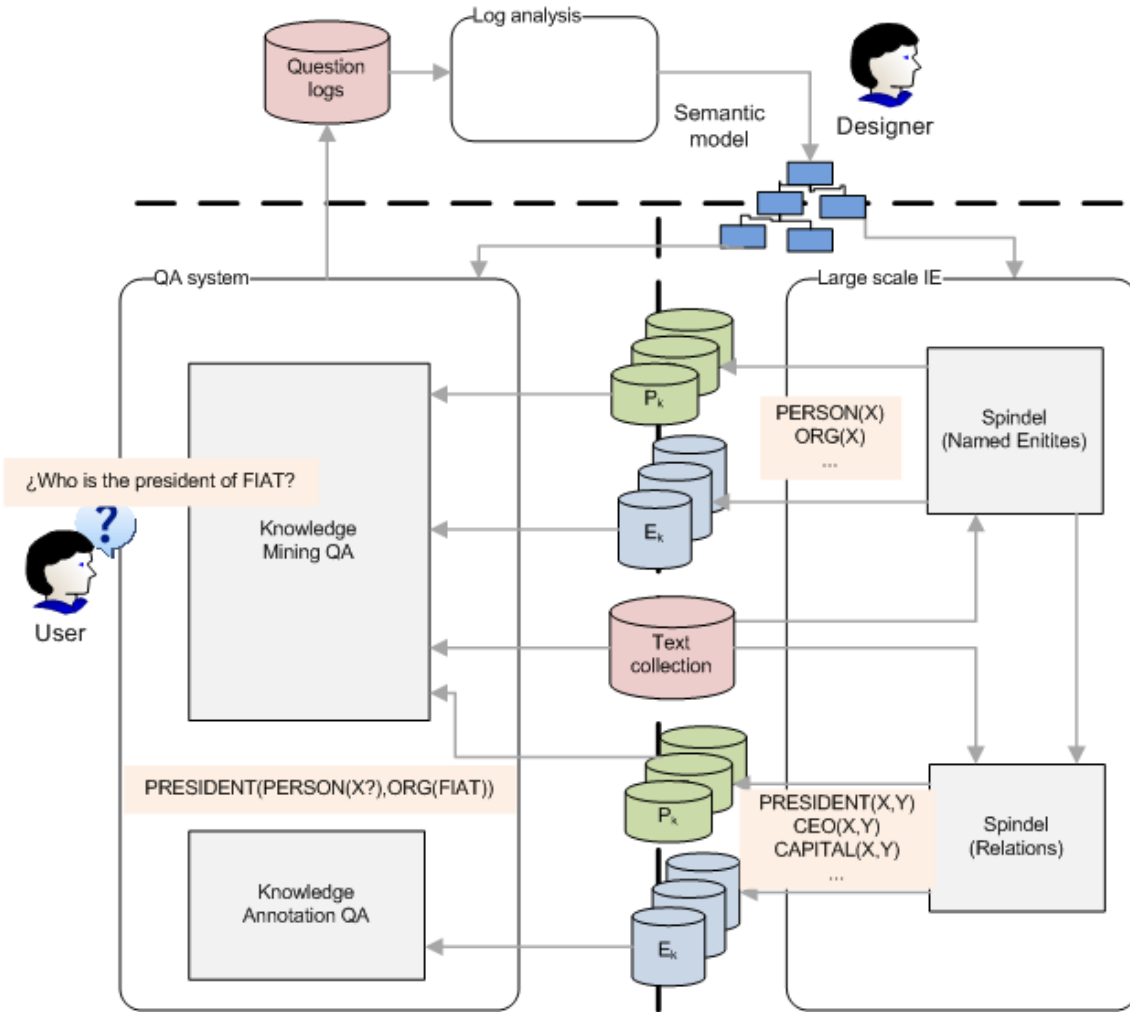 Log analysis
Question
logs
Semantic
model
Designer
QA system
Large scale IE
Pk
PERSON(X)
ORG(X)
...
Spindel
(Named Enitites)
¿Who is the president of FIAT?
?
Knowledge
Mining QA
Ek
User
Text
collection
PRESIDENT(PERSON(X?),ORG(FIAT))
Pk
PRESIDENT(X,Y)
CEO(X,Y)
CAPITAL(X,Y)
...
Spindel
(Relations)
Knowledge
Annotation QA
Ek